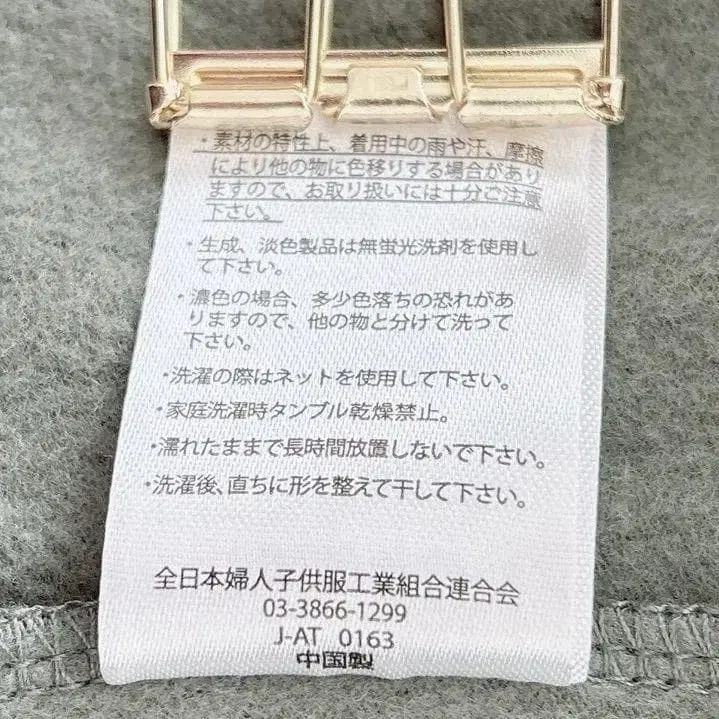 ・素材の特性上、着用中の雨や汗、摩擦
により他の物に色移りする場合があり
ますので、お取り扱いには十分ご注意
下さい。
・生成、淡色製品は無蛍光洗剤を使用し
て下さい。
・濃色の場合、多少色落ちの恐れがあ
りますので、他の物と分けて洗って
下さい。
・洗濯の際はネットを使用して下さい。
・家庭洗濯時タンブル乾燥禁止。
・濡れたままで長時間放置しないで下さい。
・洗濯後、直ちに形を整えて干して下さい。
全日本婦人子供服工業組合連合会
03-3866-1299
J-AT 0163
中国製